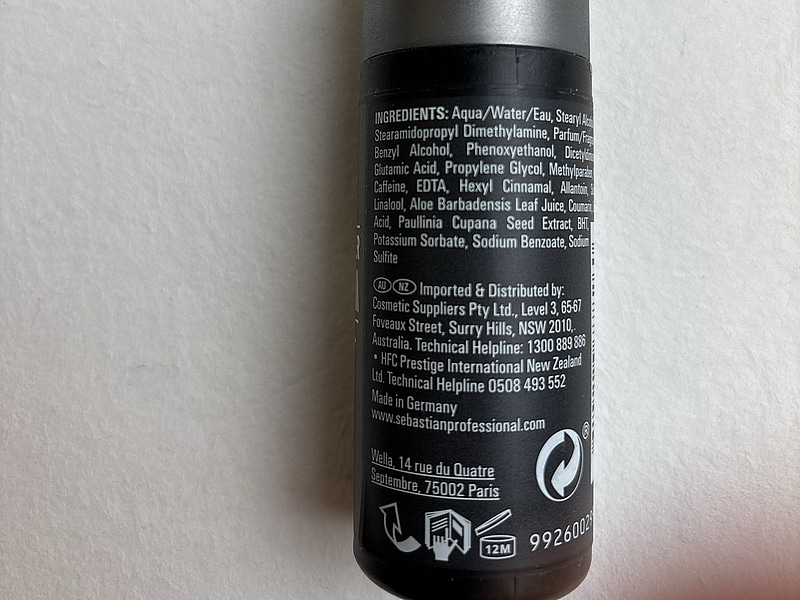 INGREDIENTS: Aqua/Water/Eau, Stearyl
Stearamidopropyl Dimethylamine,
Benzyl Alcohol, Phenoxyethanol,
Glutamic Acid, Propylene Glycol,
Caffeine, EDTA, Hexyl Cinnamal, Allantoin,
Linalool, Aloe Barbadensis Leaf Juice,
Acid, Paullinia Cupana Seed Extract, BHT,
Potassium Sorbate, Sodium Benzoate, Sodium
Sulfite
AU NZ Imported & Distributed by:
Cosmetic Suppliers Pty Ltd., Level 3, 65-67
Foveaux Street, Surry Hills, NSW 2010,.
Australia. Technical Helpline: 1300 889 886
• HFC Prestige International New Zealand
Ltd. Technical Helpline 0508 493 552
Made in Germany
www.sebastianprofessional.com
Wella, 14 rue du Quatre
Septembre, 75002 Paris
®
12M